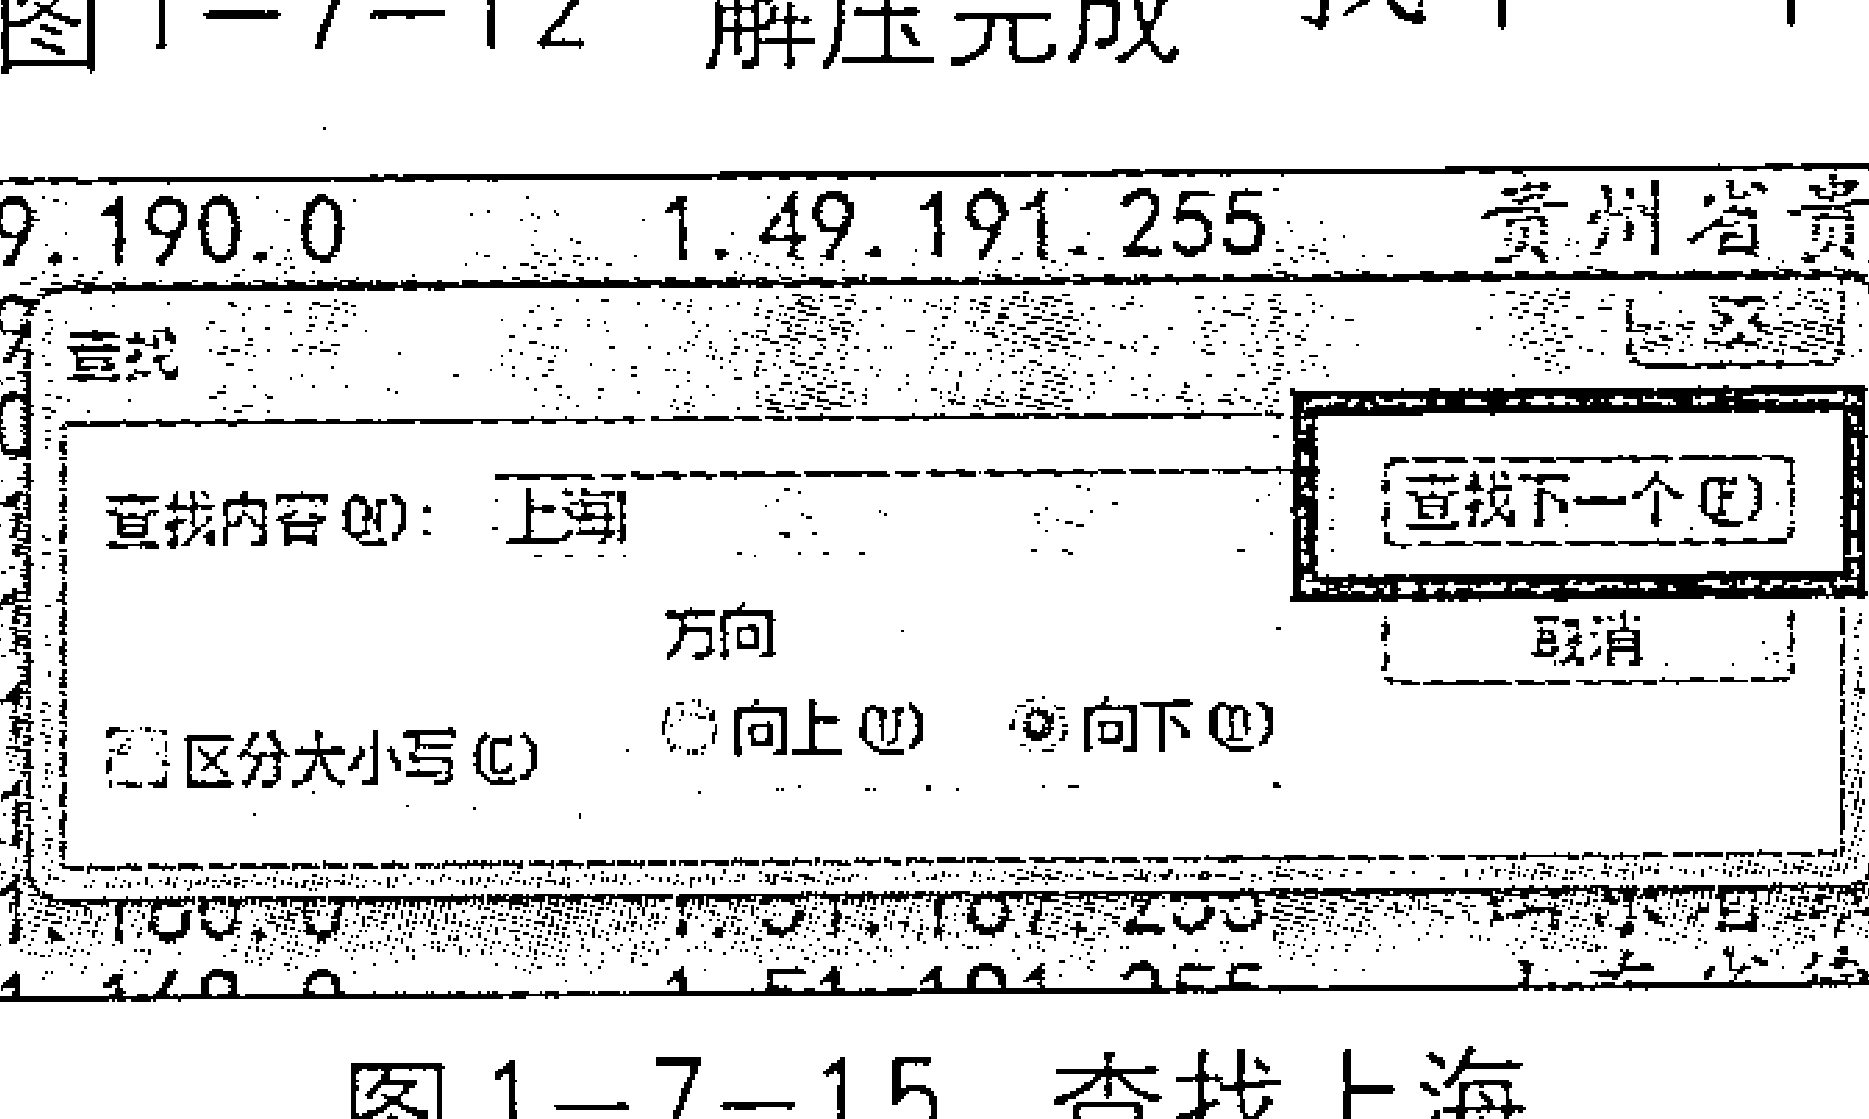 图1-7-12 解压完成
9.190.0 1.49.191.255 贵州省贵
查找
查找内容(N): 上海
查找下一个(F)
方向
取消
向上(U) 向下(D)
区分大小写(C)
图1-7-15 查找上海